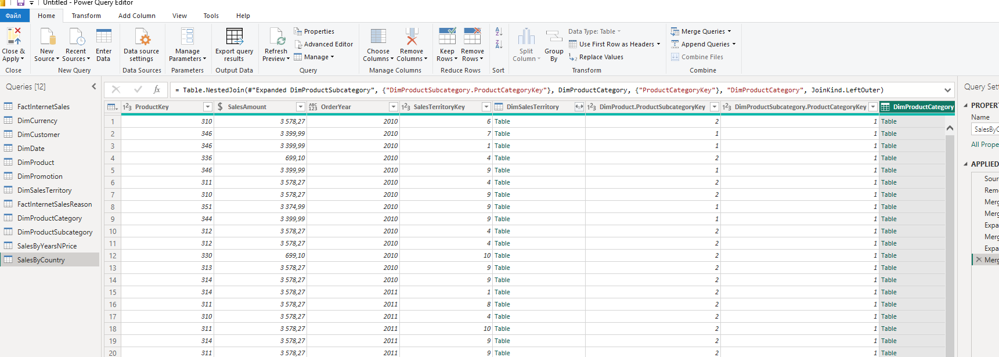 Untitled - Power Query Editor
Файл Home Transform Add Column View Tools Help
Close & Apply New Source Recent Sources Enter Data Data source settings Manage Parameters Export query results Refresh Preview Properties Advanced Editor Manage Choose Columns Remove Columns Keep Rows Remove Rows Split Column Group By Data Type: Table Use First Row as Headers Replace Values Merge Queries Append Queries Combine Files
Close New Query Data Sources Parameters Output Data Query Manage Columns Reduce Rows Sort Transform Combine
Queries [12]
FactInternetSales
DimCurrency
DimCustomer
DimDate
DimProduct
DimPromotion
DimSalesTerritory
FactInternetSalesReason
DimProductCategory
DimProductSubcategory
SalesByYearsNPrice
SalesByCountry
fx = Table.NestedJoin(#"Expanded DimProductSubcategory", {"DimProductSubcategory.ProductCategoryKey"}, DimProductCategory, {"ProductCategoryKey"}, "DimProductCategory", JoinKind.LeftOuter)
ProductKey SalesAmount OrderYear SalesTerritoryKey DimSalesTerritory DimProduct.ProductSubcategoryKey DimProductSubcategory.ProductCategoryKey DimProductCategory
1 310 3 578,27 2010 6 Table 2 1 Table
2 346 3 399,99 2010 7 Table 1 1 Table
3 346 3 399,99 2010 1 Table 1 1 Table
4 336 699,10 2010 4 Table 2 1 Table
5 346 3 399,99 2010 9 Table 1 1 Table
6 311 3 578,27 2010 4 Table 2 1 Table
7 310 3 578,27 2010 9 Table 2 1 Table
8 351 3 374,99 2010 9 Table 1 1 Table
9 344 3 399,99 2010 9 Table 1 1 Table
10 312 3 578,27 2010 4 Table 2 1 Table
11 312 3 578,27 2010 4 Table 2 1 Table
12 330 699,10 2010 10 Table 2 1 Table
13 313 3 578,27 2010 9 Table 2 1 Table
14 314 3 578,27 2010 9 Table 2 1 Table
15 314 3 578,27 2011 1 Table 2 1 Table
16 311 3 578,27 2011 8 Table 2 1 Table
17 310 3 578,27 2011 4 Table 2 1 Table
18 311 3 578,27 2011 10 Table 2 1 Table
19 314 3 578,27 2011 9 Table 2 1 Table
20 311 3 578,27 2011 9 Table 2 1 Table
Query Set
PROPER
Name
SalesByC
All Prope
APPLIED
Sour
Rem
Merg
Merg
Expa
Merg
Expa
Merg